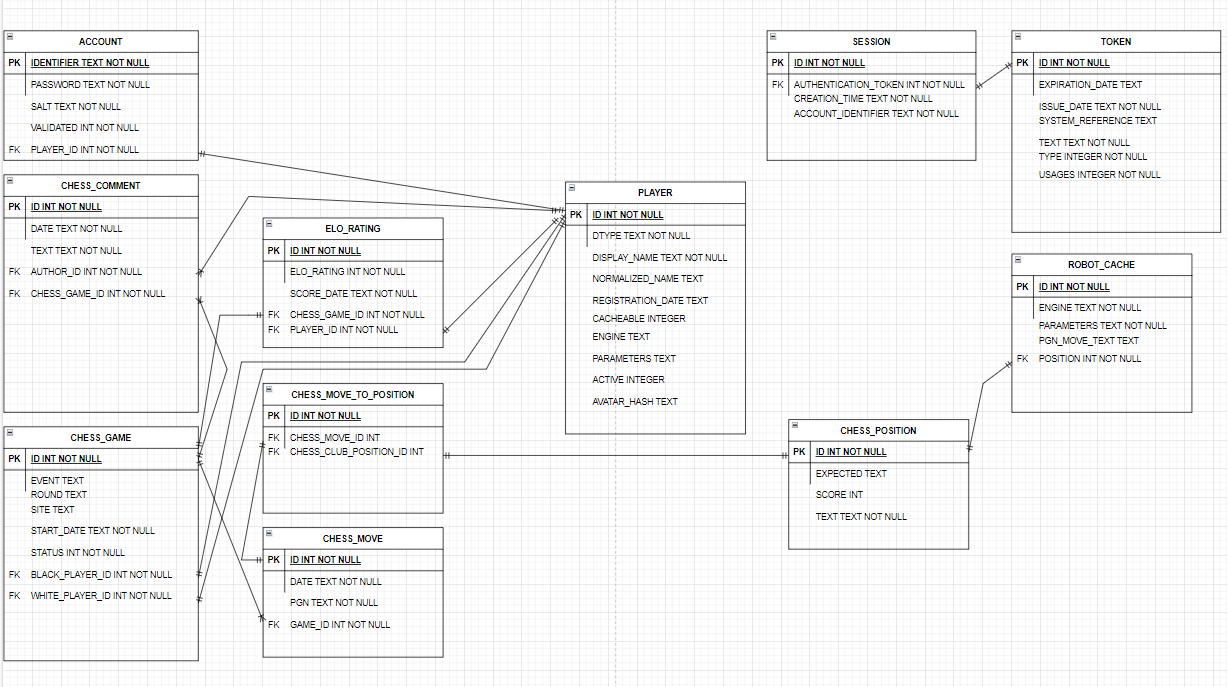 ACCOUNT
PK IDENTIFIER TEXT NOT NULL
PASSWORD TEXT NOT NULL
SALT TEXT NOT NULL
VALIDATED INT NOT NULL
FK PLAYER_ID INT NOT NULL
CHESS_COMMENT
PK ID INT NOT NULL
DATE TEXT NOT NULL
TEXT TEXT NOT NULL
FK AUTHOR_ID INT NOT NULL
FK CHESS_GAME_ID INT NOT NULL
CHESS_GAME
PK ID INT NOT NULL
EVENT TEXT
ROUND TEXT
SITE TEXT
START_DATE TEXT NOT NULL
STATUS INT NOT NULL
FK BLACK_PLAYER_ID INT NOT NULL
FK WHITE_PLAYER_ID INT NOT NULL
ELO_RATING
PK ID INT NOT NULL
ELO_RATING INT NOT NULL
SCORE_DATE TEXT NOT NULL
FK CHESS_GAME_ID INT NOT NULL
FK PLAYER_ID INT NOT NULL
CHESS_MOVE_TO_POSITION
PK ID INT NOT NULL
FK CHESS_MOVE_ID INT
FK CHESS_CLUB_POSITION_ID INT
CHESS_MOVE
PK ID INT NOT NULL
DATE TEXT NOT NULL
PGN TEXT NOT NULL
FK GAME_ID INT NOT NULL
PLAYER
PK ID INT NOT NULL
DTYPE TEXT NOT NULL
DISPLAY_NAME TEXT NOT NULL
NORMALIZED_NAME TEXT
REGISTRATION_DATE TEXT
CACHEABLE INTEGER
ENGINE TEXT
PARAMETERS TEXT
ACTIVE INTEGER
AVATAR_HASH TEXT
SESSION
PK ID INT NOT NULL
FK AUTHENTICATION_TOKEN INT NOT NULL
CREATION_TIME TEXT NOT NULL
ACCOUNT_IDENTIFIER TEXT NOT NULL
TOKEN
PK ID INT NOT NULL
EXPIRATION_DATE TEXT
ISSUE_DATE TEXT NOT NULL
SYSTEM_REFERENCE TEXT
TEXT TEXT NOT NULL
TYPE INTEGER NOT NULL
USAGES INTEGER NOT NULL
ROBOT_CACHE
PK ID INT NOT NULL
ENGINE TEXT NOT NULL
PARAMETERS TEXT NOT NULL
PGN_MOVE_TEXT TEXT
FK POSITION INT NOT NULL
CHESS_POSITION
PK ID INT NOT NULL
EXPECTED TEXT
SCORE INT
TEXT TEXT NOT NULL